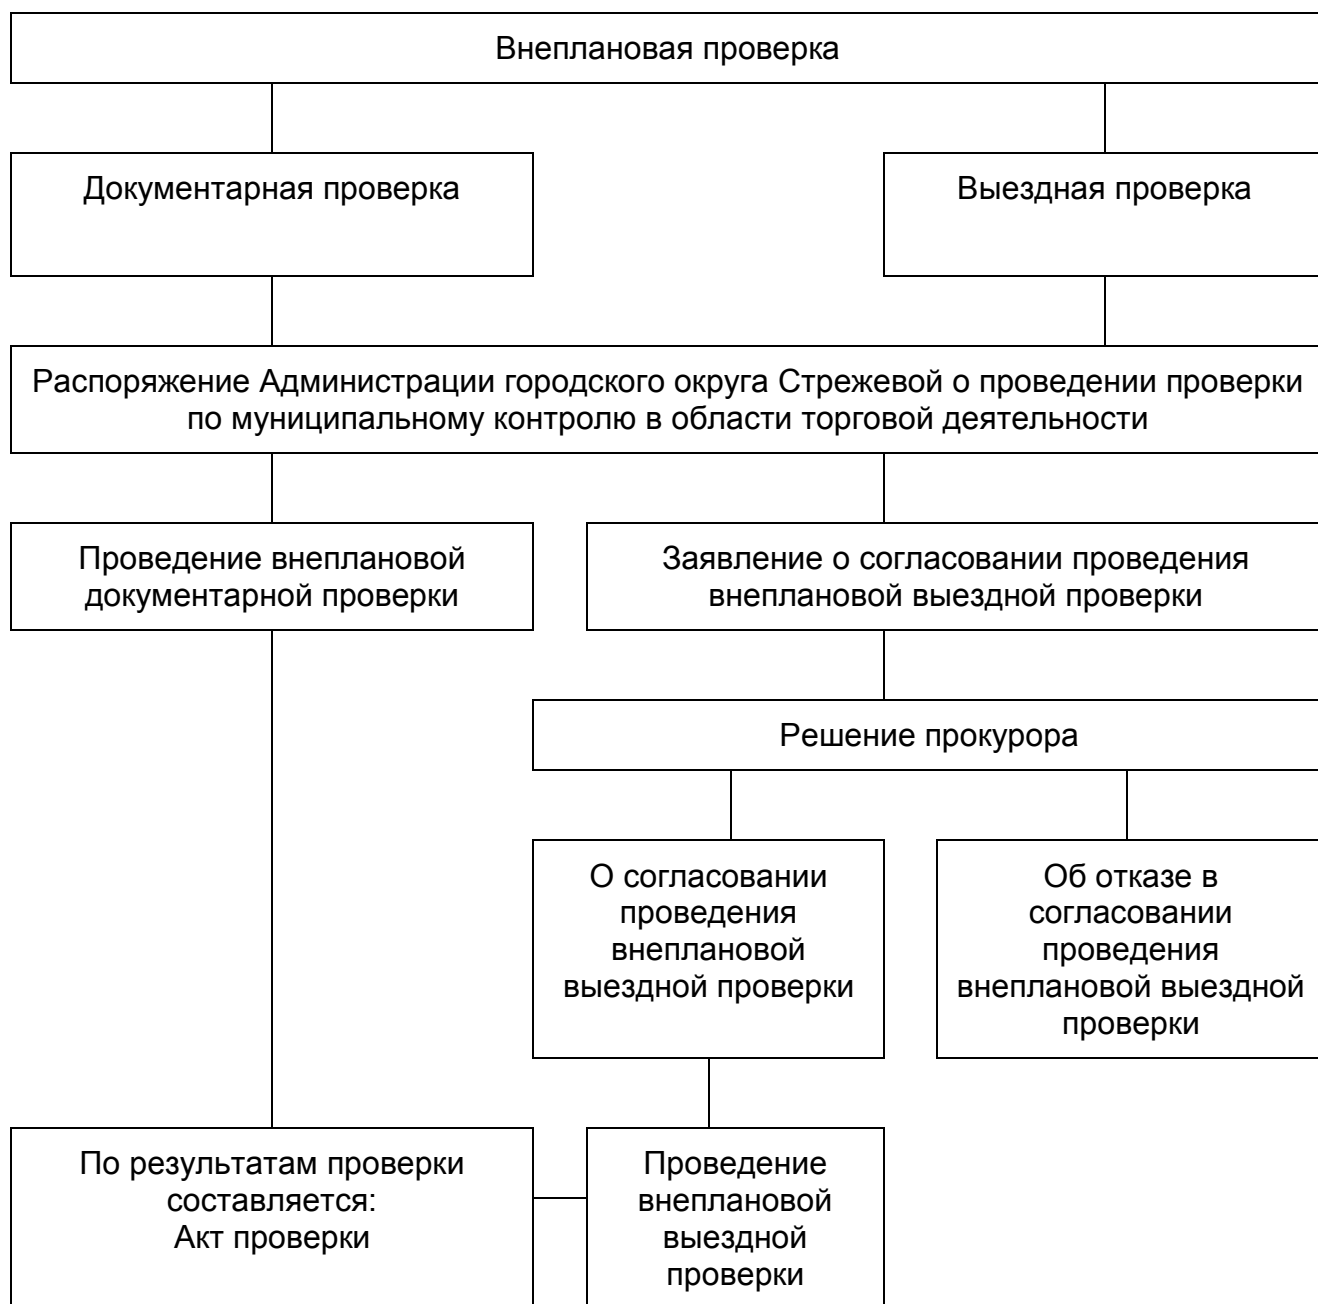 Внеплановая проверка
Документарная проверка
Выездная проверка
Распоряжение Администрации городского округа Стрежевой о проведении проверки
по муниципальному контролю в области торговой деятельности
Проведение внеплановой
документарной проверки
Заявление о согласовании проведения
внеплановой выездной проверки
Решение прокурора
О согласовании
проведения
внеплановой
выездной проверки
Об отказе в
согласовании
проведения
внеплановой выездной
проверки
По результатам проверки
составляется:
Акт проверки
Проведение
внеплановой
выездной
проверки